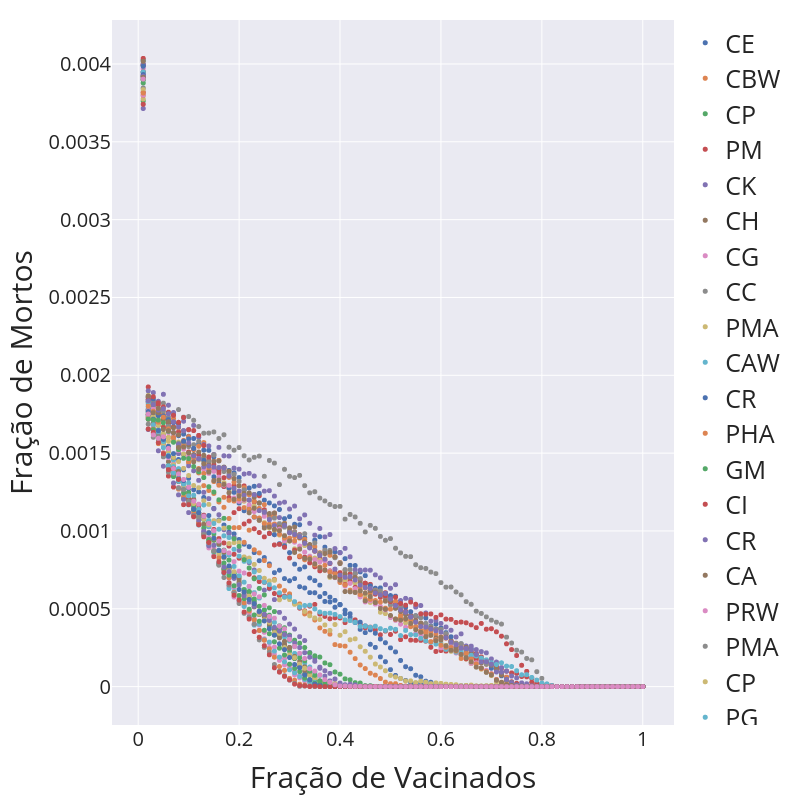 0.004
0.0035
0.003
0.0025
0.002
0.0015
0.001
0.0005
0
Fração de Mortos
0
0.2
0.4
0.6
0.8
1
Fração de Vacinados
CE
CBW
CP
PM
CK
CH
CG
CC
PMA
CAW
CR
PHA
GM
CI
CR
CA
PRW
PMA
CP
PG